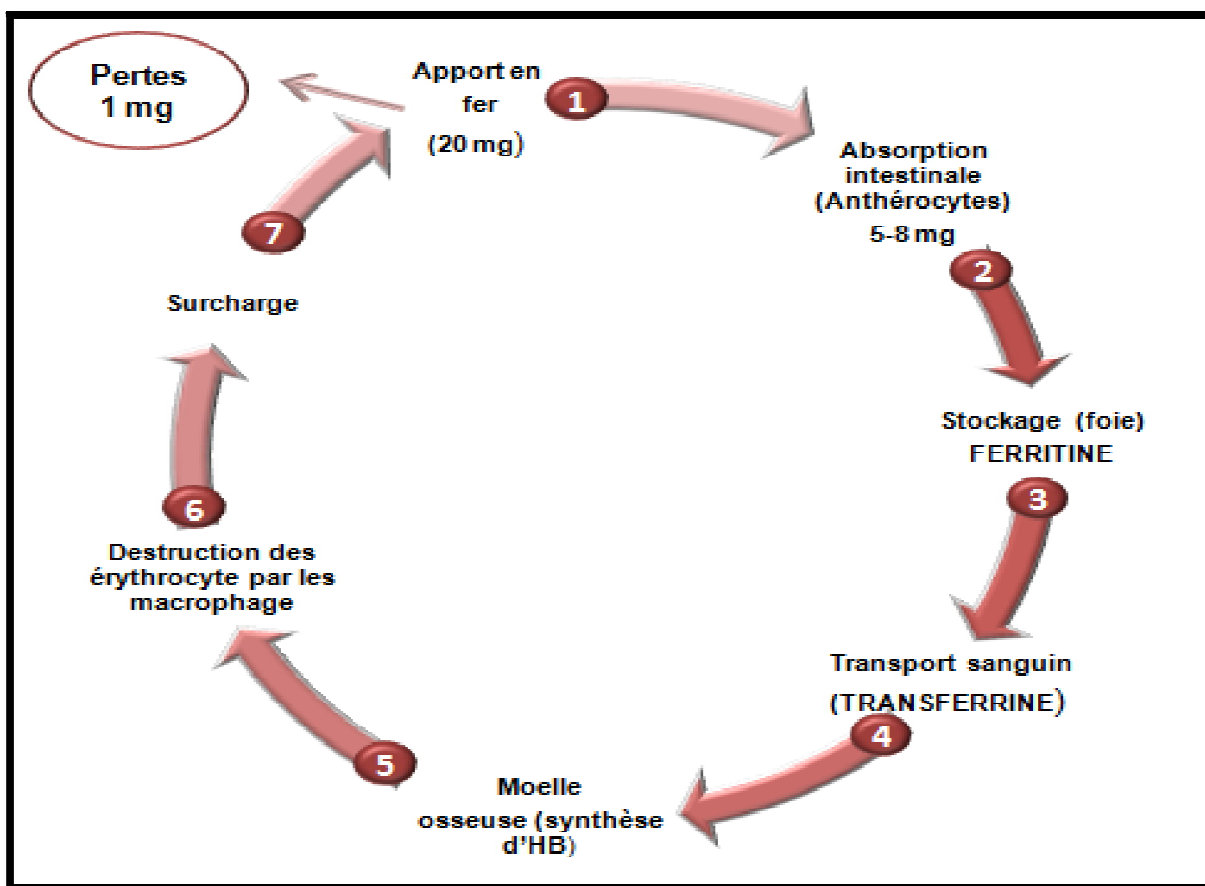 Pertes
1 mg
Apport en
fer
(20 mg)
1
Absorption
intestinale
(Anthérocytes)
5-8 mg
2
Stockage (foie)
FERRITINE
3
Transport sanguin
(TRANSFERRINE)
4
Moelle
osseuse (synthèse
d'HB)
5
Destruction des
érythrocyte par les
macrophage
6
Surcharge
7